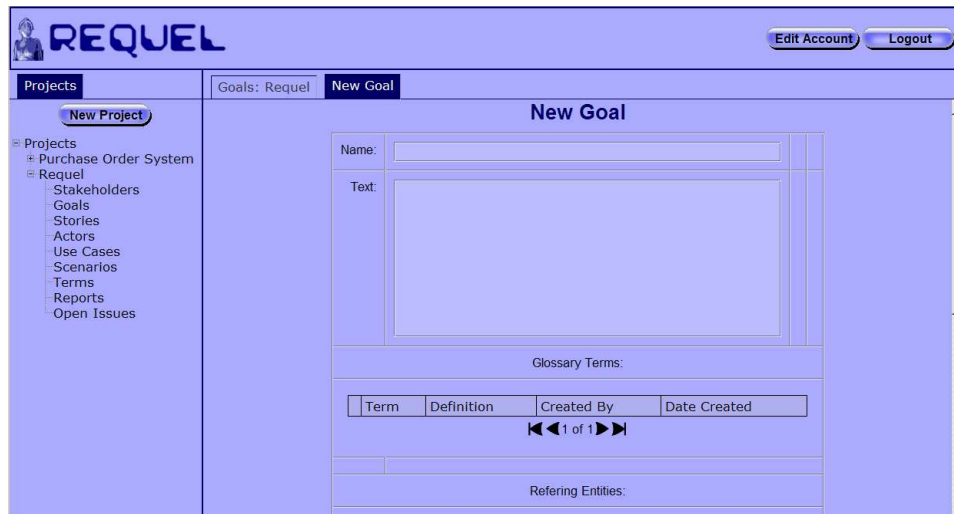 REQUEL
Edit Account Logout
Projects
Goals: Requel New Goal
New Project
Projects
Purchase Order System
Requel
Stakeholders
Goals
Stories
Actors
Use Cases
Scenarios
Terms
Reports
Open Issues
New Goal
Name:
Text:
Glossary Terms:
Term Definition Created By Date Created
1 of 1
Refering Entities: